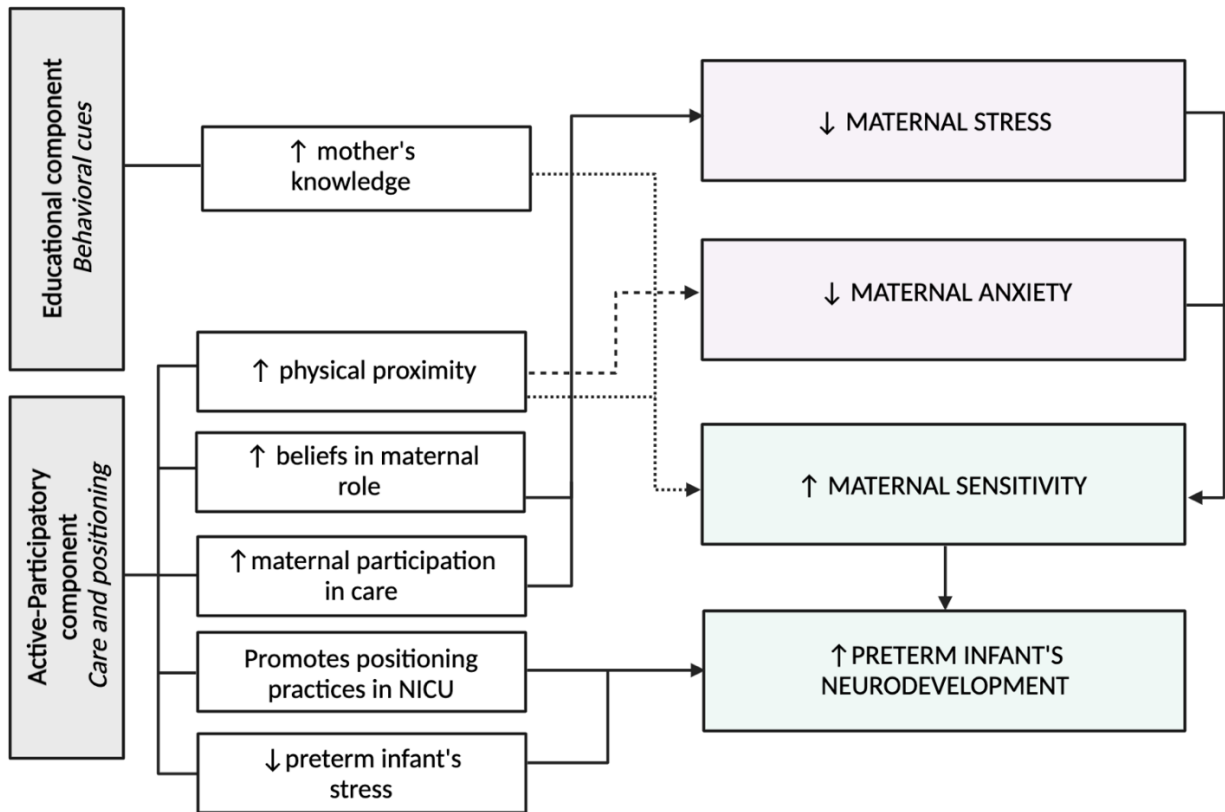 Educational component
Behavioral cues
↑ mother's
knowledge
↑ physical proximity
↑ beliefs in maternal
role
↑ maternal participation
in care
Promotes positioning
practices in NICU
↓ preterm infant's
stress
Active-Participatory
component
Care and positioning
↓ MATERNAL STRESS
↓ MATERNAL ANXIETY
↑ MATERNAL SENSITIVITY
↑ PRETERM INFANT'S
NEURODEVELOPMENT